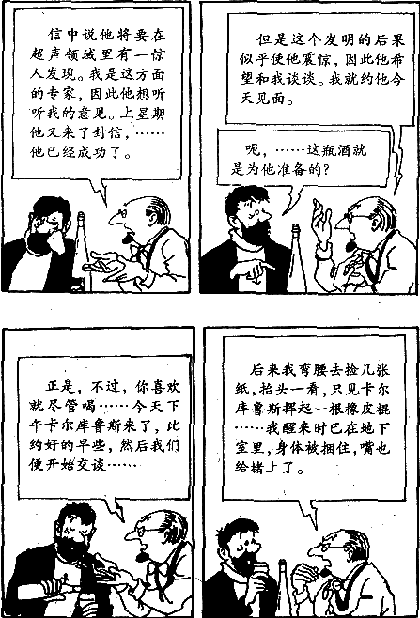 信中说他将要在
超声领域里有一惊
人发现。我是这方面
的专家，因此他想听
听我的意见。上星期
他又来了封信，……
他已经成功了。
但是这个发明的后果
似乎使他震惊，因此他希
望和我谈谈。我就约他今
天见面。
呃，……这瓶酒就
是为他准备的？
正是，不过，你喜欢
就尽管喝……今天下
午卡尔库鲁斯来了，比
约好的早些，然后我们
便开始交谈……
后来我弯腰去捡几张
纸，抬头一看，只见卡尔
库鲁斯挥起一根橡皮棍
……我醒来时已在地下
室里，身体被捆住，嘴也
给堵上了。